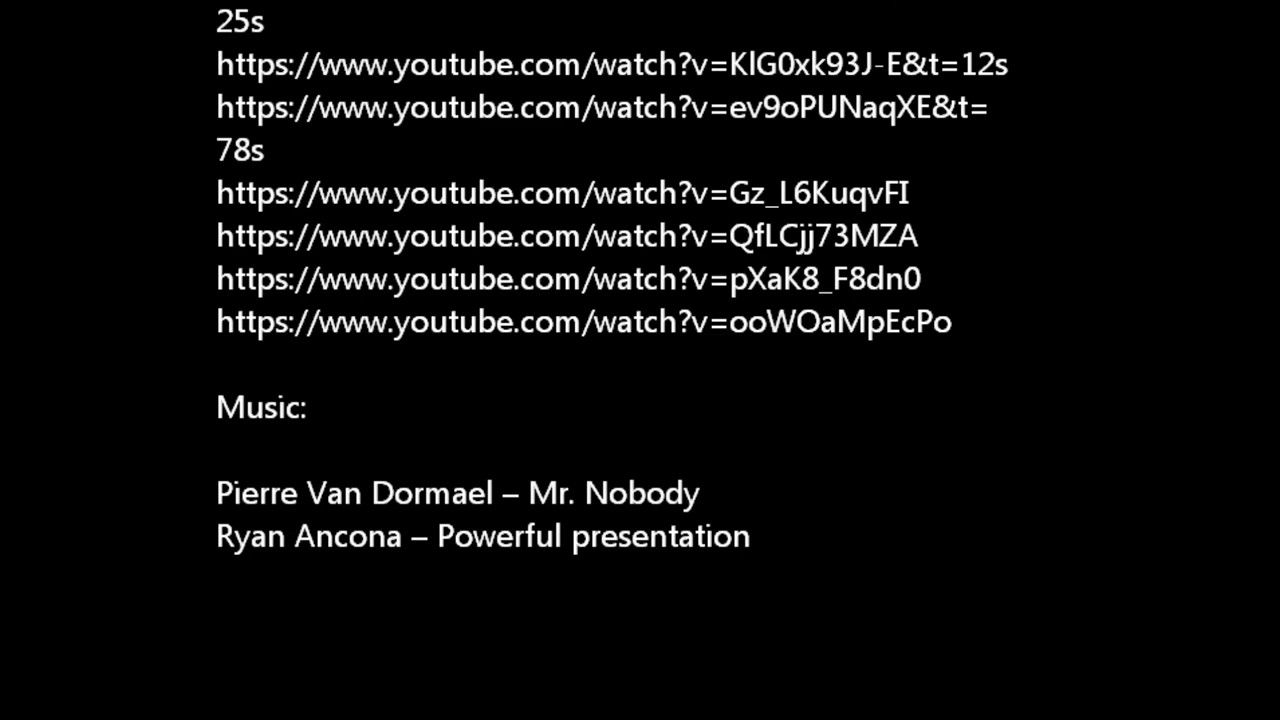 25s
https://www.youtube.com/watch?v=KlG0xk93J-E&t=12s
https://www.youtube.com/watch?v=ev9oPUNaqXE&t=
78s
https://www.youtube.com/watch?v=Gz_L6KuqvFI
https://www.youtube.com/watch?v=QfLCjj73MZA
https://www.youtube.com/watch?v=pXaK8_F8dn0
https://www.youtube.com/watch?v=ooWOaMpEcPo
Music:
Pierre Van Dormael – Mr. Nobody
Ryan Ancona – Powerful presentation